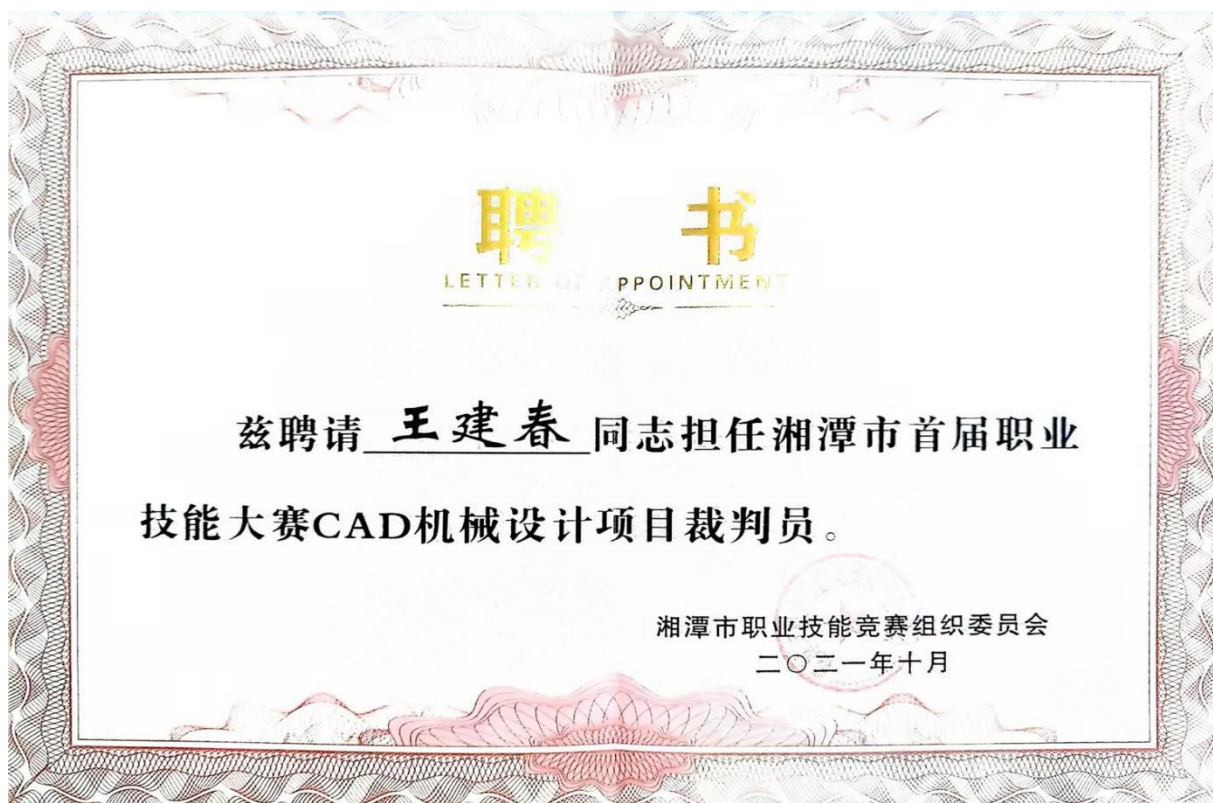 聘 书
LETTER OF APPOINTMENT
兹聘请 王建春 同志担任湘潭市首届职业
技能大赛CAD机械设计项目裁判员。
湘潭市职业技能竞赛组织委员会
二〇二一年十月